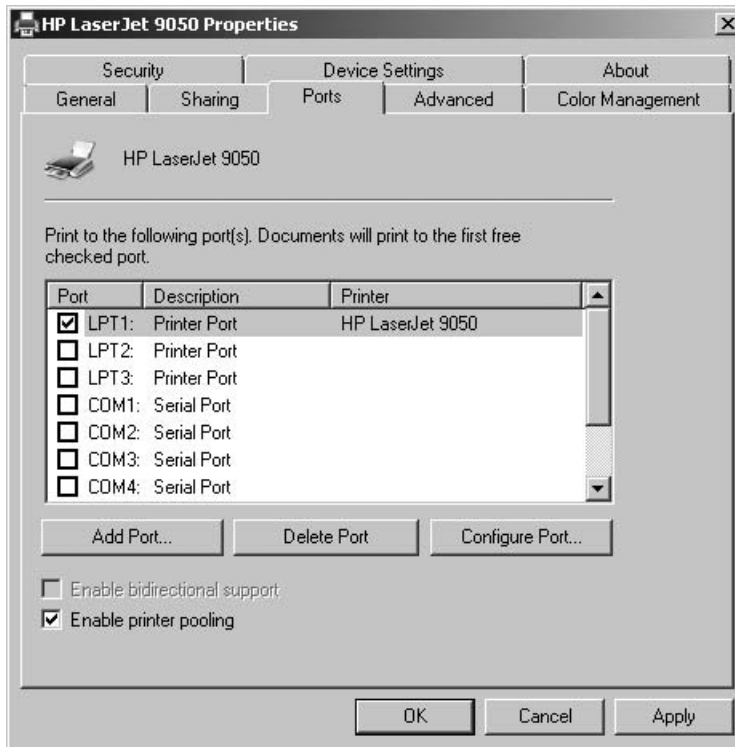 HP LaserJet 9050 Properties
Security Device Settings About
General Sharing Ports Advanced Color Management
HP LaserJet 9050
Print to the following port(s). Documents will print to the first free
checked port.
Port Description Printer
LPT1: Printer Port HP LaserJet 9050
LPT2: Printer Port
LPT3: Printer Port
COM1: Serial Port
COM2: Serial Port
COM3: Serial Port
COM4: Serial Port
Add Port... Delete Port Configure Port...
Enable bidirectional support
Enable printer pooling
OK Cancel Apply